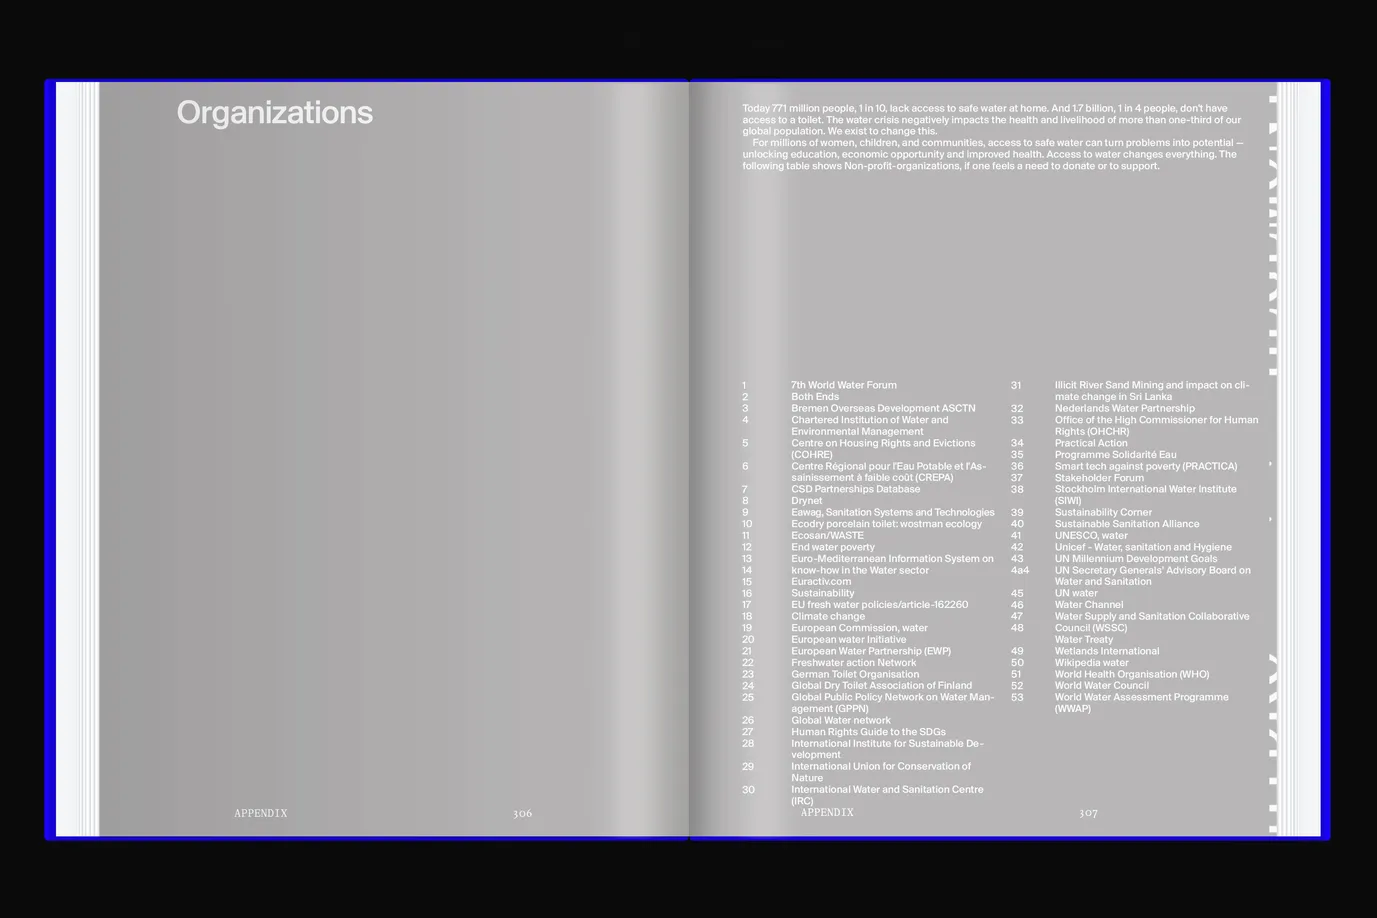 Organizations
APPENDIX
306
Today 771 million people, 1 in 10, lack access to safe water at home. And 1.7 billion, 1 in 4 people, don't have
access to a toilet. The water crisis negatively impacts the health and livelihood of more than one-third of our
global population. We exist to change this.
For millions of women, children, and communities, access to safe water can turn problems into potential —
unlocking education, economic opportunity and improved health. Access to water changes everything. The
following table shows Non-profit-organizations, if one feels a need to donate or to support.
1 7th World Water Forum
2 Both Ends
3 Bremen Overseas Development ASCTN
4 Chartered Institution of Water and
Environmental Management
5 Centre on Housing Rights and Evictions
(COHRE)
6 Centre Régional pour l'Eau Potable et l'As-
sainissement à faible coût (CREPA)
7 CSD Partnerships Database
8 Drynet
9 Eawag, Sanitation Systems and Technologies
10 Ecodry porcelain toilet: wostman ecology
11 Ecosan/WASTE
12 End water poverty
13 Euro-Mediterranean Information System on
14 know-how in the Water sector
15 Euractiv.com
16 Sustainability
17 EU fresh water policies/article-162260
18 Climate change
19 European Commission, water
20 European water Initiative
21 European Water Partnership (EWP)
22 Freshwater action Network
23 German Toilet Organisation
24 Global Dry Toilet Association of Finland
25 Global Public Policy Network on Water Man-
agement (GPPN)
26 Global Water network
27 Human Rights Guide to the SDGs
28 International Institute for Sustainable De-
velopment
29 International Union for Conservation of
Nature
30 International Water and Sanitation Centre
(IRC)
31 Illicit River Sand Mining and impact on cli-
mate change in Sri Lanka
32 Nederlands Water Partnership
33 Office of the High Commissioner for Human
Rights (OHCHR)
34 Practical Action
35 Programme Solidarité Eau
36 Smart tech against poverty (PRACTICA)
37 Stakeholder Forum
38 Stockholm International Water Institute
(SIWI)
39 Sustainability Corner
40 Sustainable Sanitation Alliance
41 UNESCO, water
42 Unicef - Water, sanitation and Hygiene
43 UN Millennium Development Goals
4a4 UN Secretary Generals' Advisory Board on
Water and Sanitation
45 UN water
46 Water Channel
47 Water Supply and Sanitation Collaborative
48 Council (WSSC)
Water Treaty
49 Wetlands International
50 Wikipedia water
51 World Health Organisation (WHO)
52 World Water Council
53 World Water Assessment Programme
(WWAP)
APPENDIX
307